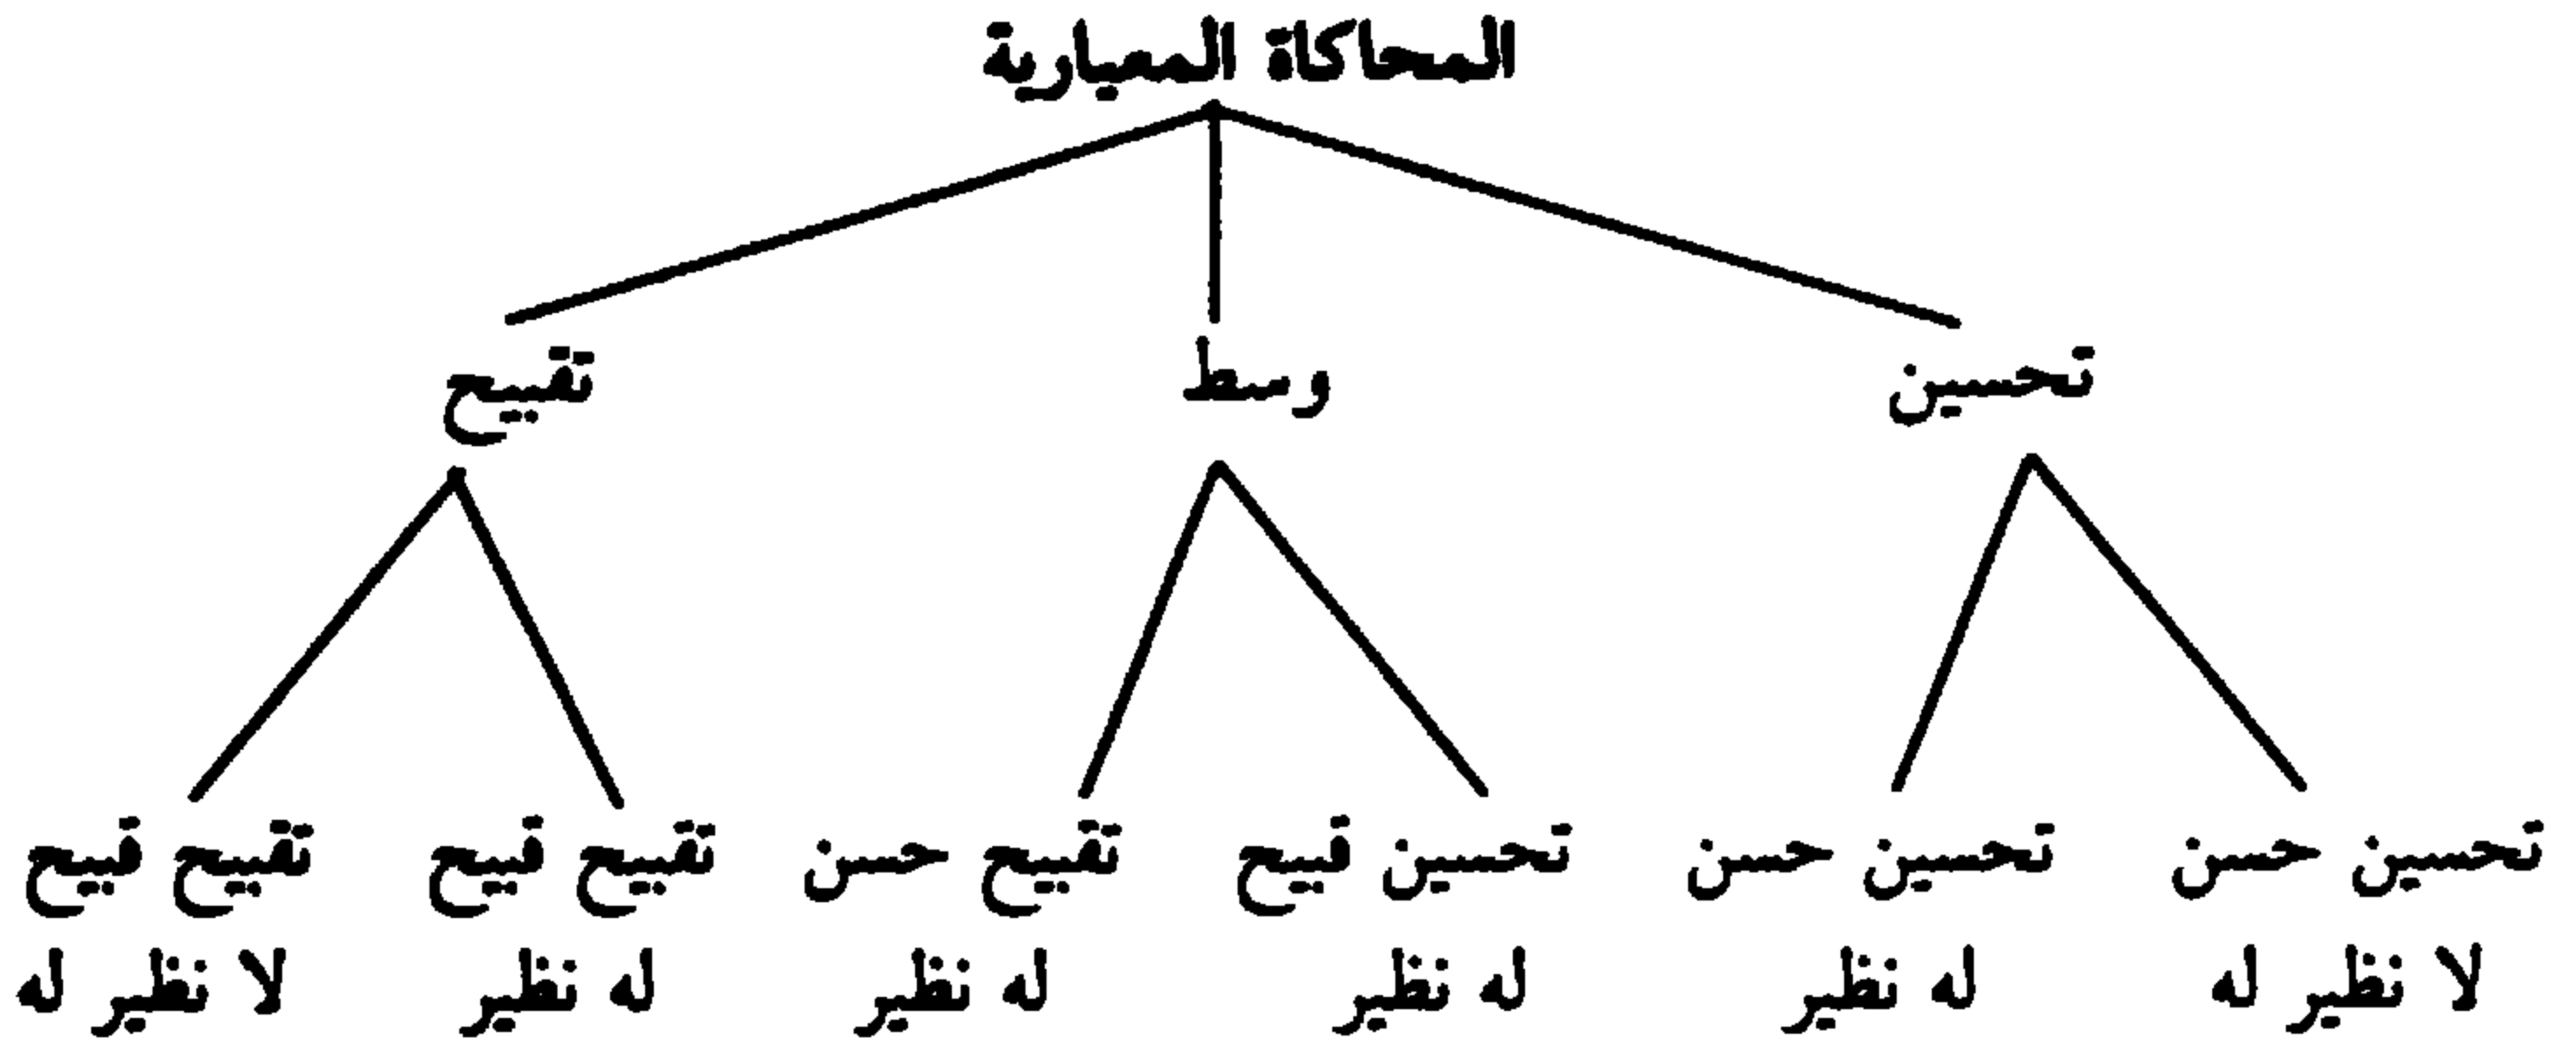 المحاكاة المعيارية
تحسين
وسط
تقبيح
تحسين حسن
لا نظير له
تحسين حسن
له نظير
تحسين قبيح
له نظير
تقبيح حسن
له نظير
تقبيح قبيح
له نظير
تقبيح قبيح
لا نظير له